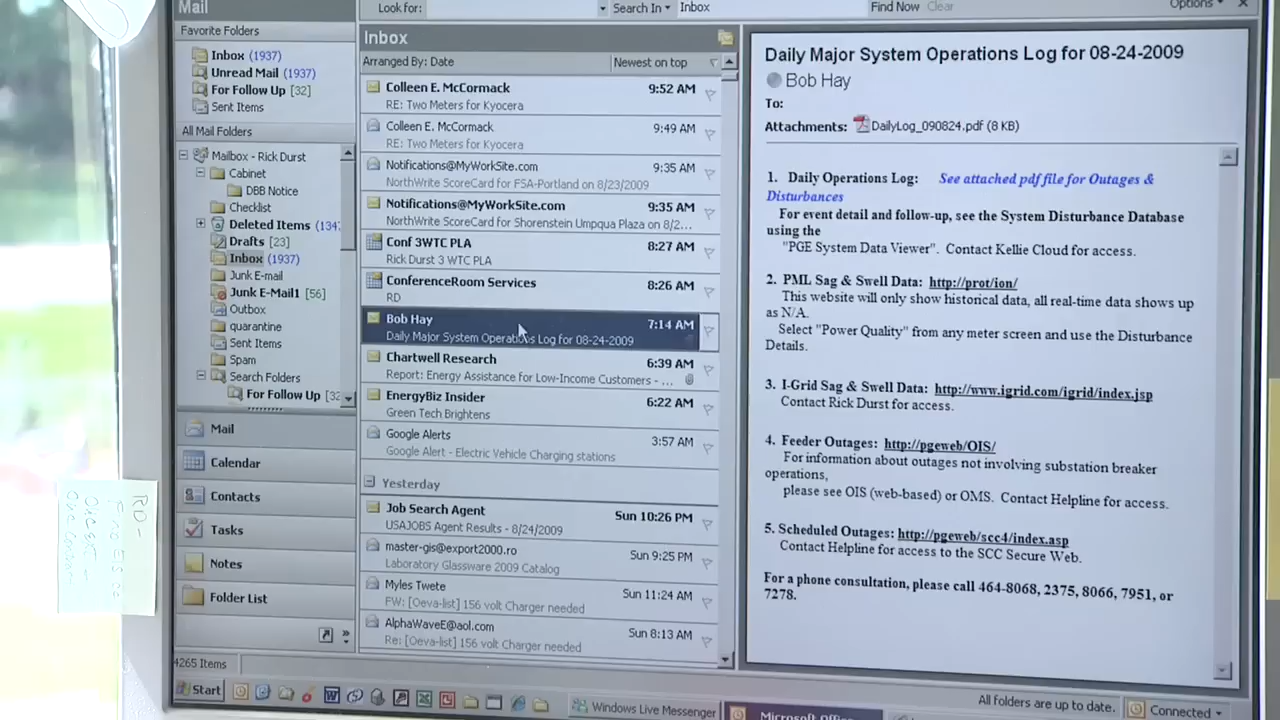 Mail
Look for:
Search In
Inbox
Find Now
Clear
Options
Favorite Folders
Inbox (1937)
Unread Mail (1937)
For Follow Up [32]
Sent Items
All Mail Folders
Mailbox - Rick Durst
Cabinet
DBB Notice
Checklist
Deleted Items (134
Drafts [23]
Inbox (1937)
Junk E-mail
Junk E-Mail1 [56]
Outbox
quarantine
Sent Items
Spam
Search Folders
For Follow Up [32
Mail
Calendar
Contacts
Tasks
Notes
Folder List
4265 Items
Inbox
Arranged By: Date
Newest on top
Colleen E. McCormack 9:52 AM
RE: Two Meters for Kyocera
Colleen E. McCormack 9:49 AM
RE: Two Meters for Kyocera
Notifications@MyWorkSite.com 9:35 AM
NorthWrite ScoreCard for FSA-Portland on 8/23/2009
Notifications@MyWorkSite.com 9:35 AM
NorthWrite ScoreCard for Shorenstein Umpqua Plaza on 8/2...
Conf 3WTC PLA 8:27 AM
Rick Durst 3 WTC PLA
ConferenceRoom Services 8:26 AM
RD
Bob Hay 7:14 AM
Daily Major System Operations Log for 08-24-2009
Chartwell Research 6:39 AM
Report: Energy Assistance for Low-Income Customers - ...
EnergyBiz Insider 6:22 AM
Green Tech Brightens
Google Alerts 3:57 AM
Google Alert - Electric Vehicle Charging stations
Yesterday
Job Search Agent Sun 10:26 PM
USAJOBS Agent Results - 8/24/2009
master-gis@export2000.ro Sun 9:25 PM
Laboratory Glassware 2009 Catalog
Myles Twete Sun 11:24 AM
FW: [Oeva-list] 156 volt Charger needed
AlphaWaveE@aol.com Sun 8:13 AM
Re: [Oeva-list] 156 volt Charger needed
Daily Major System Operations Log for 08-24-2009
Bob Hay
To:
Attachments: DailyLog_090824.pdf (8 KB)
1. Daily Operations Log: See attached pdf file for Outages &
Disturbances
For event detail and follow-up, see the System Disturbance Database
using the
"PGE System Data Viewer". Contact Kellie Cloud for access.
2. PML Sag & Swell Data: http://prot/ion/
This website will only show historical data, all real-time data shows up
as N/A.
Select "Power Quality" from any meter screen and use the Disturbance
Details.
3. I-Grid Sag & Swell Data: http://www.igrid.com/igrid/index.jsp
Contact Rick Durst for access.
4. Feeder Outages: http://pgeweb/OIS/
For information about outages not involving substation breaker
operations,
please see OIS (web-based) or OMS. Contact Helpline for access.
5. Scheduled Outages: http://pgeweb/scc4/index.asp
Contact Helpline for access to the SCC Secure Web.
For a phone consultation, please call 464-8068, 2375, 8066, 7951, or
7278.
All folders are up to date.
Connected
Start
Windows Live Messenger
Microsoft Offic
RD-